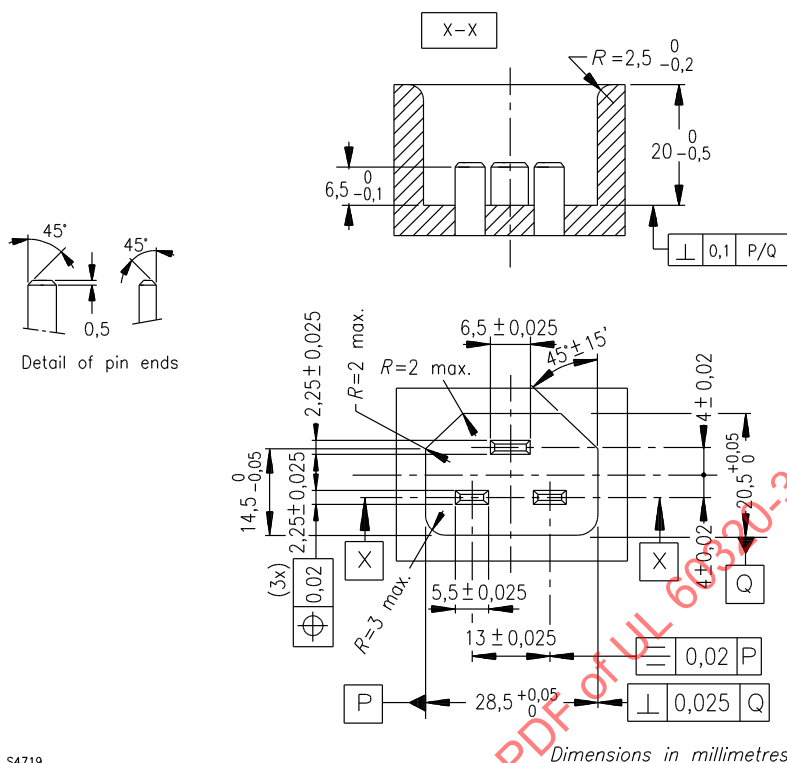 X-X
R=2,5 0 -0,2
20 0 -0,5
6,5 0 -0,1
⊥ 0,1 P/Q
45°
45°
0,5
Detail of pin ends
6,5 ± 0,025
45°± 15'
R=2 max.
R=2 max.
2,25 ± 0,025
4 ± 0,02
14,5 0 -0,05
2,25 ± 0,025
20,5 +0,05 0
4 ± 0,02
X
X
Q
(3x)
⌖ 0,02
R=3 max.
5,5 ± 0,025
13 ± 0,025
⌯ 0,02 P
P
28,5 +0,05 0
⊥ 0,025 Q
PDF of UL 60320-3
S4719
Dimensions in millimetres